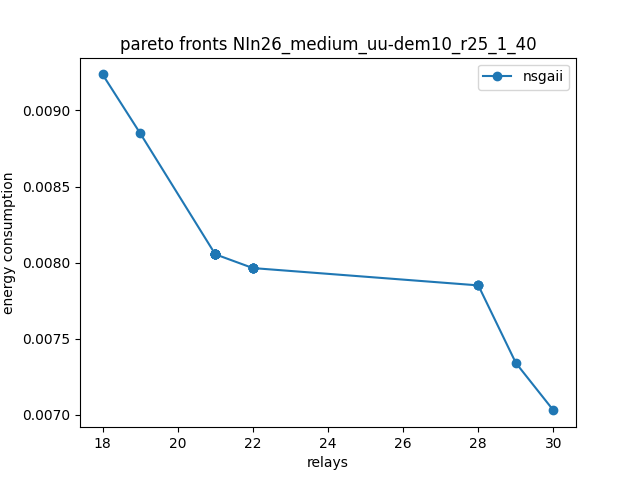 pareto fronts NIn26_medium_uu-dem10_r25_1_40
nsgaii
0.0090
0.0085
0.0080
0.0075
0.0070
energy consumption
18 20 22 24 26 28 30
relays